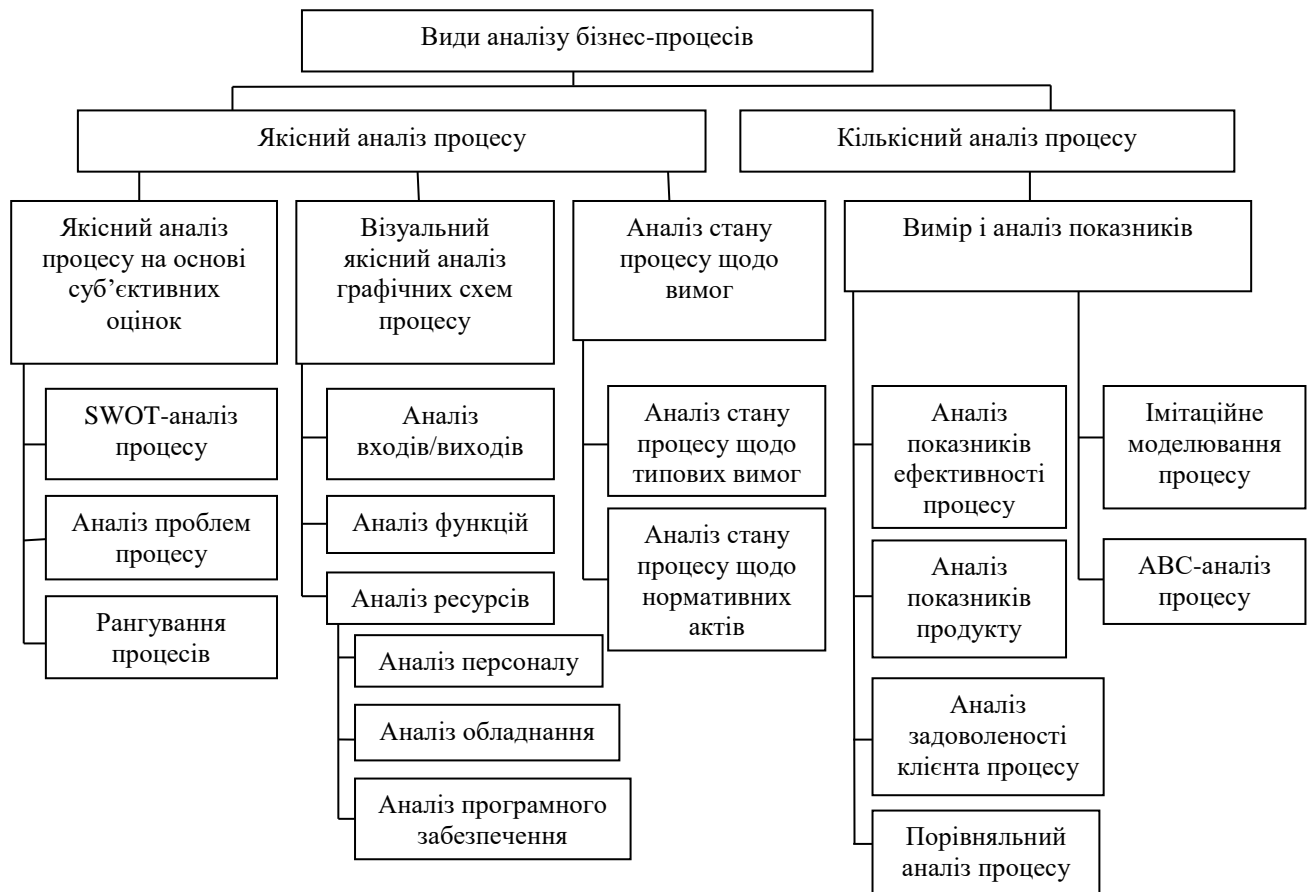 Види аналізу бізнес-процесів
Якісний аналіз процесу
Кількісний аналіз процесу
Якісний аналіз
процесу на основі
суб’єктивних
оцінок
Візуальний
якісний аналіз
графічних схем
процесу
Аналіз стану
процесу щодо
вимог
Вимір і аналіз показників
SWOT-аналіз
процесу
Аналіз проблем
процесу
Рангування
процесів
Аналіз
входів/виходів
Аналіз функцій
Аналіз ресурсів
Аналіз персоналу
Аналіз обладнання
Аналіз програмного
забезпечення
Аналіз стану
процесу щодо
типових вимог
Аналіз стану
процесу щодо
нормативних
актів
Аналіз
показників
ефективності
процесу
Аналіз
показників
продукту
Аналіз
задоволеності
клієнта процесу
Порівняльний
аналіз процесу
Імітаційне
моделювання
процесу
АВС-аналіз
процесу